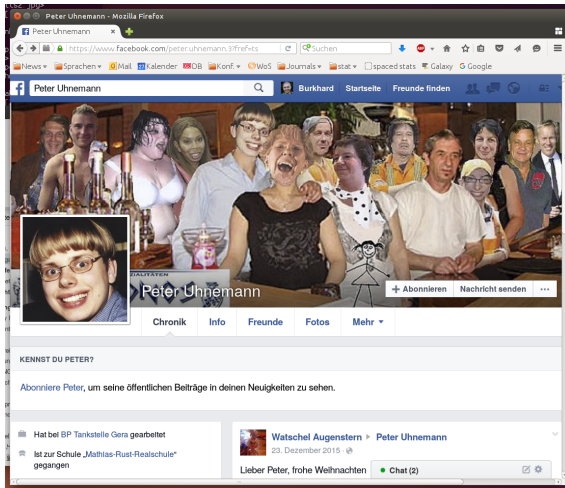 Peter Uhnemann - Mozilla Firefox
Peter Uhnemann
https://www.facebook.com/peter.uhnemann.3?fref=ts
Suchen
News Sprachen Mail Kalender DB Konf. WoS Journals stat spaced stats Galaxy Google
Peter Uhnemann
Burkhard Startseite Freunde finden
SPEZIALITÄTEN
Peter Uhnemann
Abonnieren Nachricht senden ...
Chronik Info Freunde Fotos Mehr
KENNST DU PETER?
Abonniere Peter, um seine öffentlichen Beiträge in deinen Neuigkeiten zu sehen.
Hat bei BP Tankstelle Gera gearbeitet
Ist zur Schule „Mathias-Rust-Realschule“
gegangen
Watschel Augenstern Peter Uhnemann
23. Dezember 2015 ·
Lieber Peter, frohe Weihnachten
Chat (2)